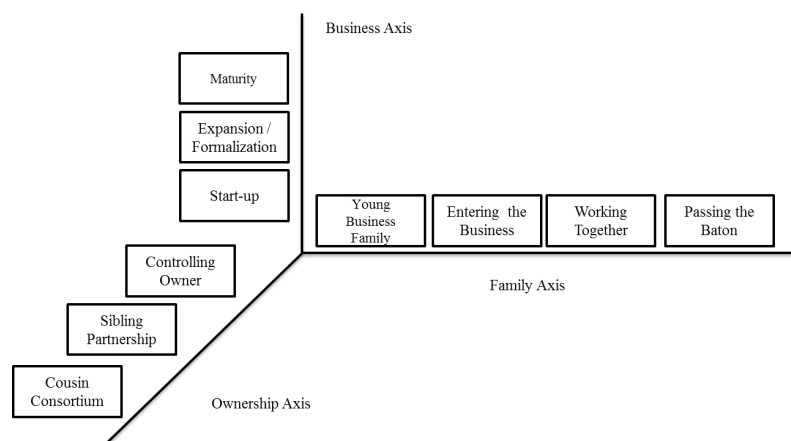 Business Axis
Maturity
Expansion /
Formalization
Start-up
Young
Business
Family
Entering the
Business
Working
Together
Passing the
Baton
Controlling
Owner
Family Axis
Sibling
Partnership
Cousin
Consortium
Ownership Axis